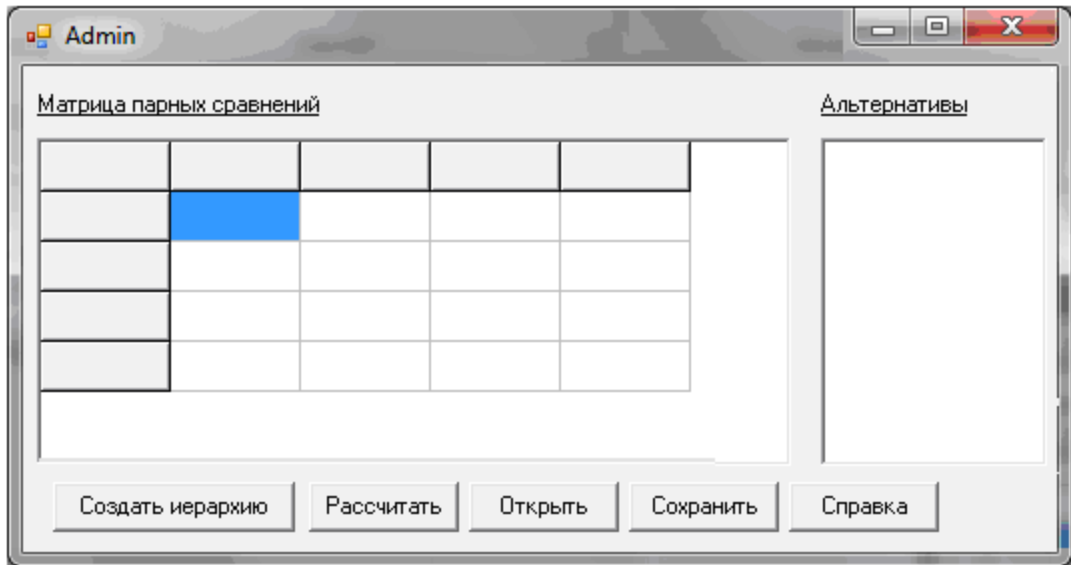 Admin
Матрица парных сравнений
Альтернативы
Создать иерархию
Рассчитать
Открыть
Сохранить
Справка